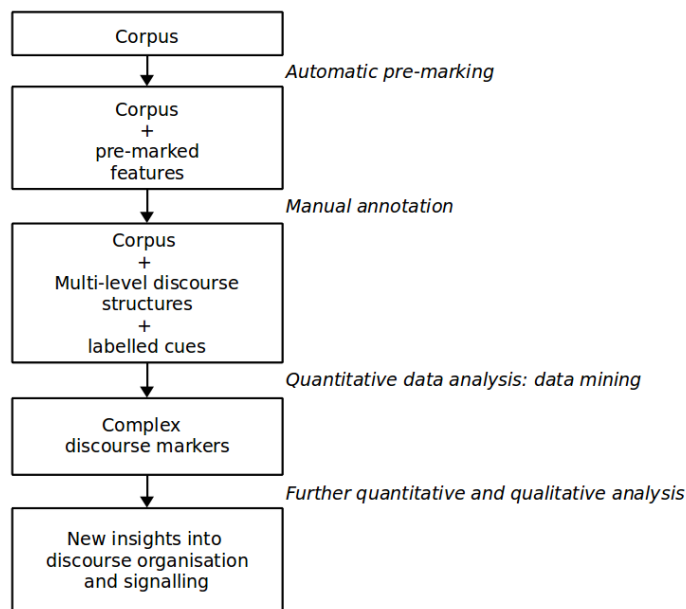 Corpus
Automatic pre-marking
Corpus
+
pre-marked
features
Manual annotation
Corpus
+
Multi-level discourse
structures
+
labelled cues
Quantitative data analysis: data mining
Complex
discourse markers
Further quantitative and qualitative analysis
New insights into
discourse organisation
and signalling